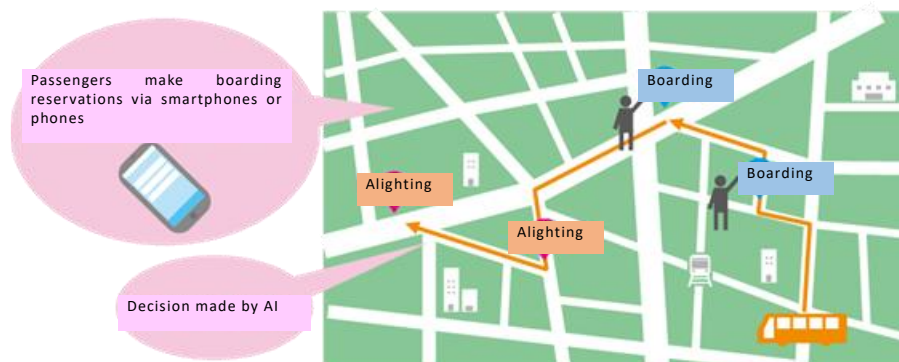 Passengers make boarding
reservations via smartphones or
phones
Boarding
Boarding
Alighting
Alighting
Decision made by AI